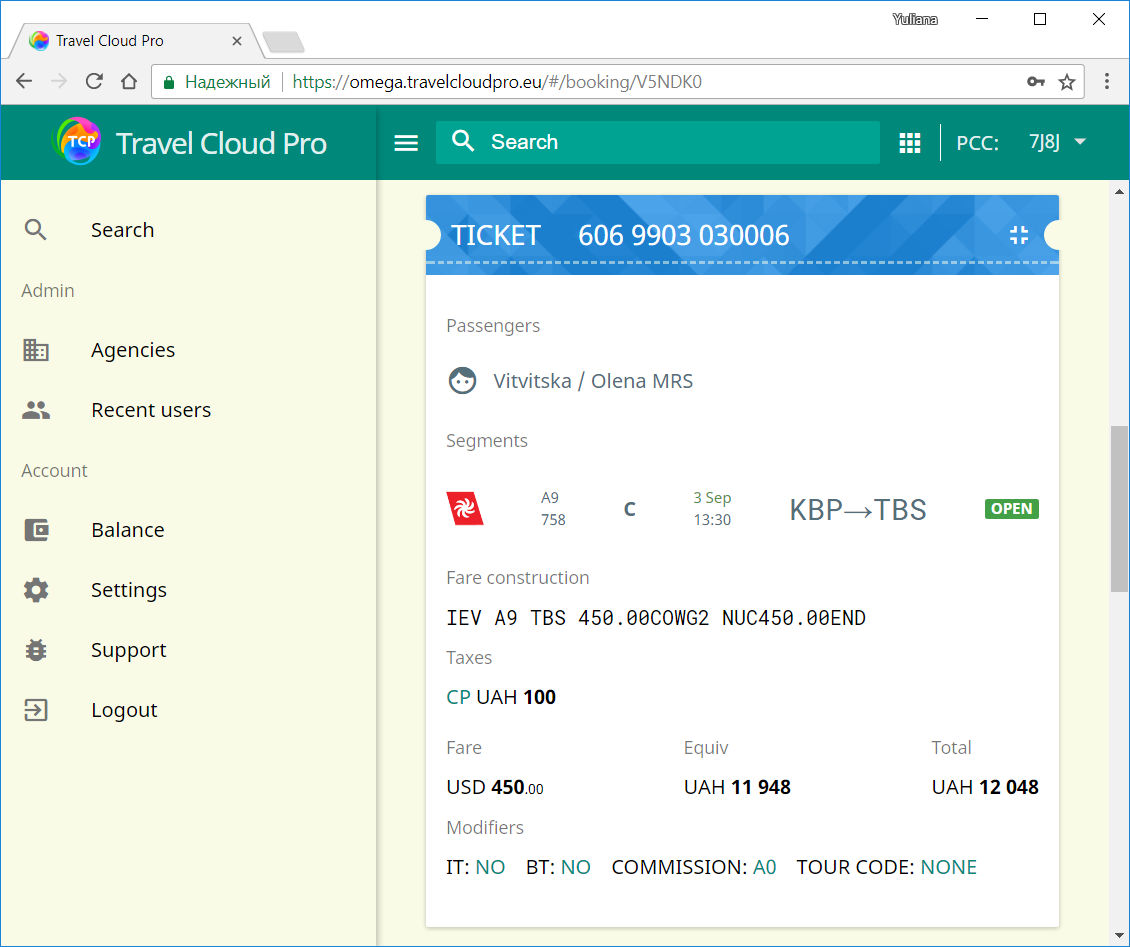 Yuliana
Travel Cloud Pro
Надежный https://omega.travelcloudpro.eu/#/booking/V5NDK0
TCP Travel Cloud Pro
Search
PCC: 7J8J
Search
Admin
Agencies
Recent users
Account
Balance
Settings
Support
Logout
TICKET 606 9903 030006
Passengers
Vitvitska / Olena MRS
Segments
A9
758
C
3 Sep
13:30
KBP→TBS
OPEN
Fare construction
IEV A9 TBS 450.00COWG2 NUC450.00END
Taxes
CP UAH 100
Fare Equiv Total
USD 450.00 UAH 11 948 UAH 12 048
Modifiers
IT: NO BT: NO COMMISSION: A0 TOUR CODE: NONE